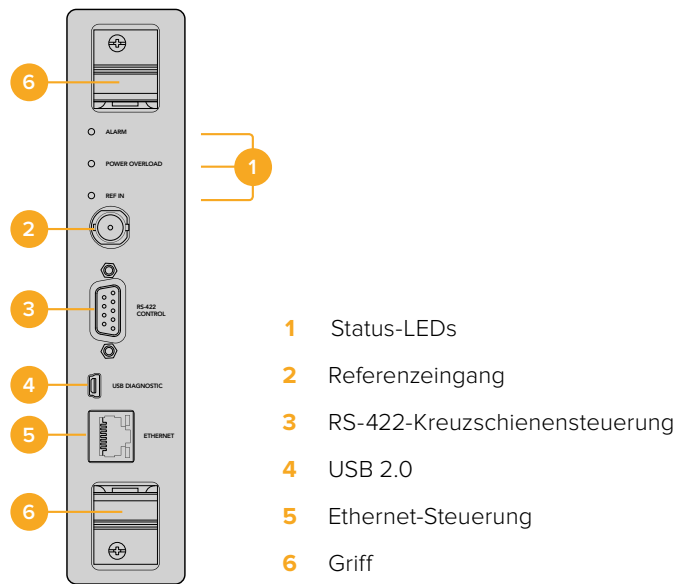 6
ALARM
POWER OVERLOAD
1
REF IN
2
3
RS-422
CONTROL
4
USB DIAGNOSTIC
5
ETHERNET
6
1 Status-LEDs
2 Referenzeingang
3 RS-422-Kreuzschienensteuerung
4 USB 2.0
5 Ethernet-Steuerung
6 Griff